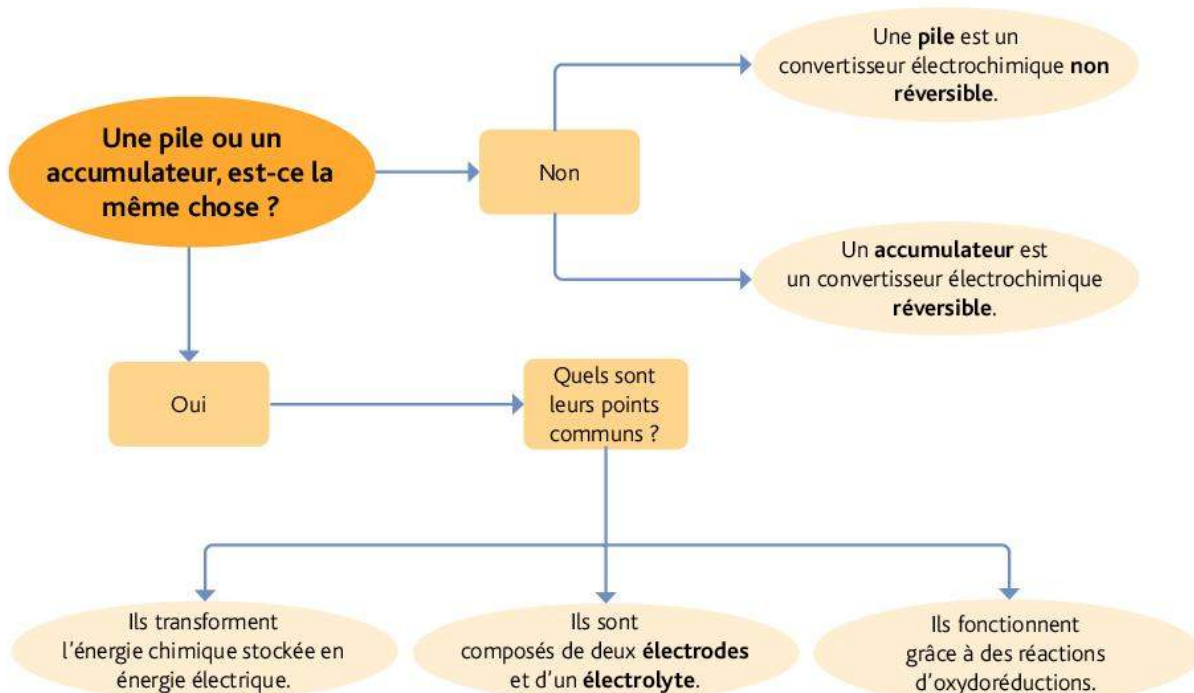 Une pile ou un
accumulateur, est-ce la
même chose ?
Non
Une pile est un
convertisseur électrochimique non
réversible.
Un accumulateur est
un convertisseur électrochimique
réversible.
Oui
Quels sont
leurs points
communs ?
Ils transforment
l'énergie chimique stockée en
énergie électrique.
Ils sont
composés de deux électrodes
et d'un électrolyte.
Ils fonctionnent
grâce à des réactions
d'oxydoréductions.